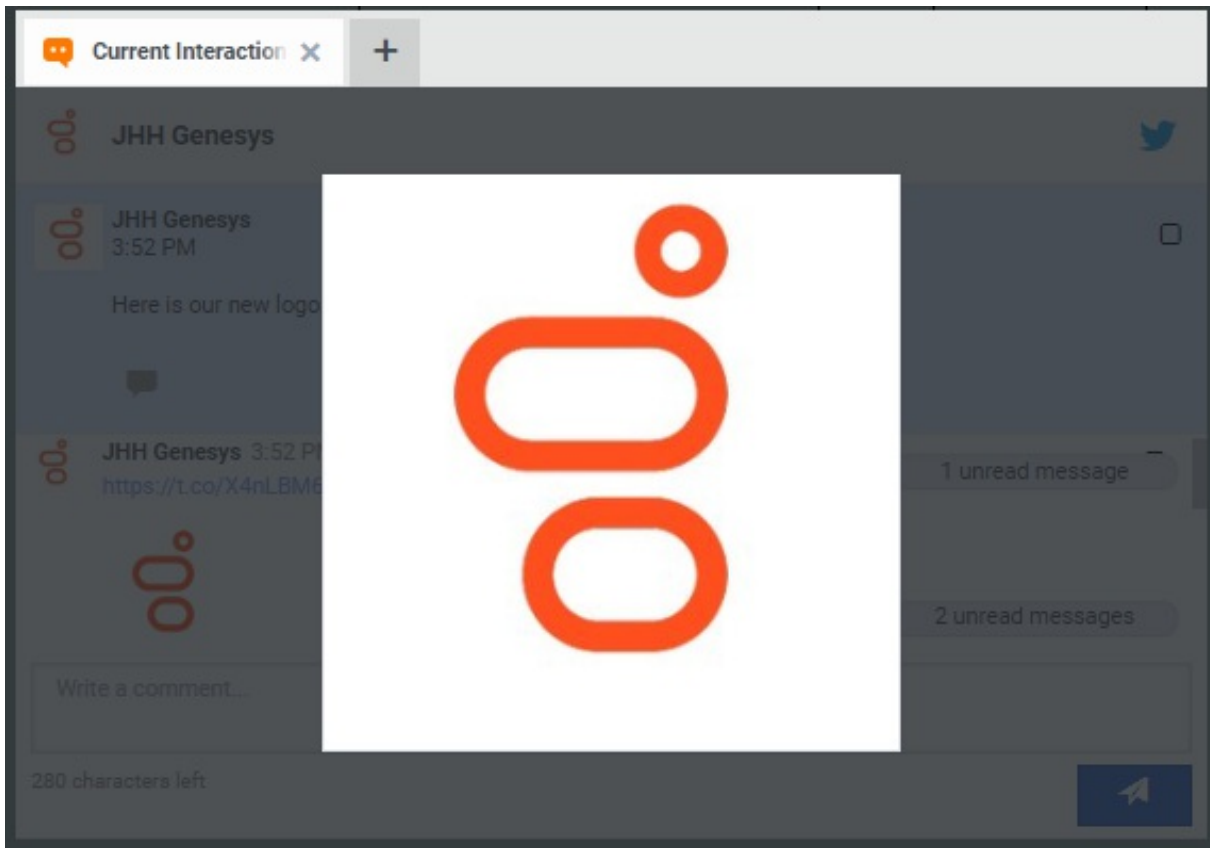 Current Interaction
JHH Genesys
JHH Genesys
3:52 PM
Here is our new logo
JHH Genesys 3:52 PM
https://t.co/X4nLBM6
1 unread message
2 unread messages
Write a comment...
280 characters left